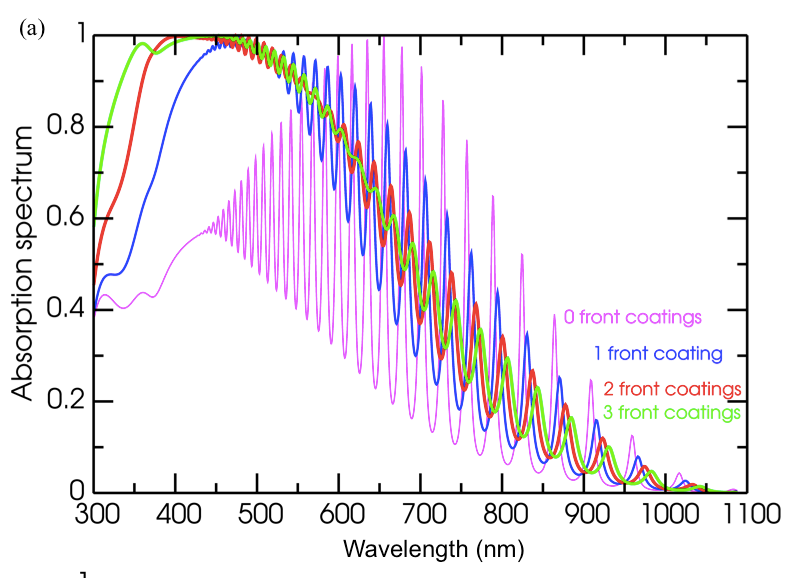 (a)
1
0.8
0.6
0.4
0.2
0
Absorption spectrum
0 front coatings
1 front coating
2 front coatings
3 front coatings
300 400 500 600 700 800 900 1000 1100
Wavelength (nm)
1